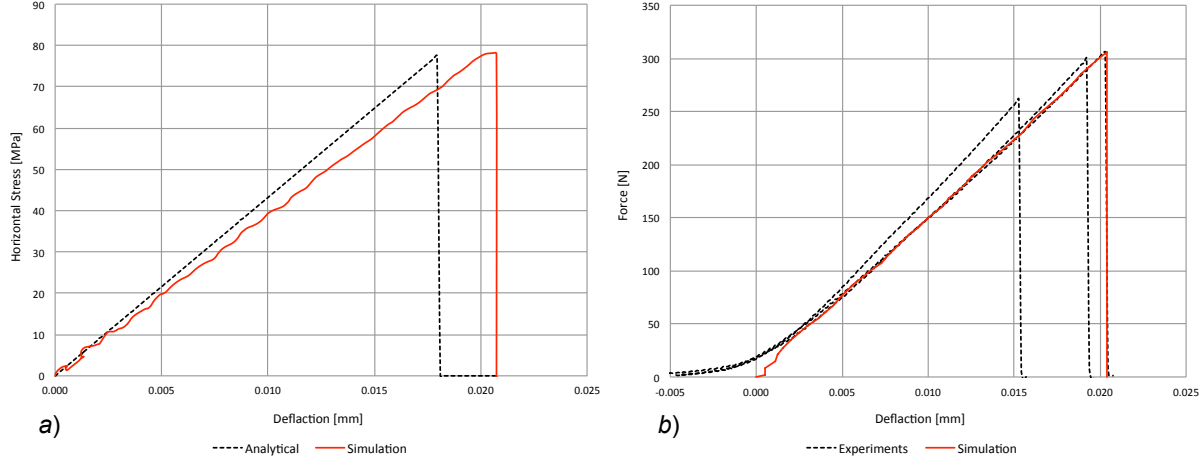 90
80
70
60
50
40
30
20
10
0
Horizontal Stress [MPa]
0.000 0.005 0.010 0.015 0.020 0.025
Deflaction [mm]
a)
Analytical Simulation
350
300
250
200
150
100
50
0
Force [N]
-0.005 0.000 0.005 0.010 0.015 0.020 0.025
Deflaction [mm]
b)
Experiments Simulation